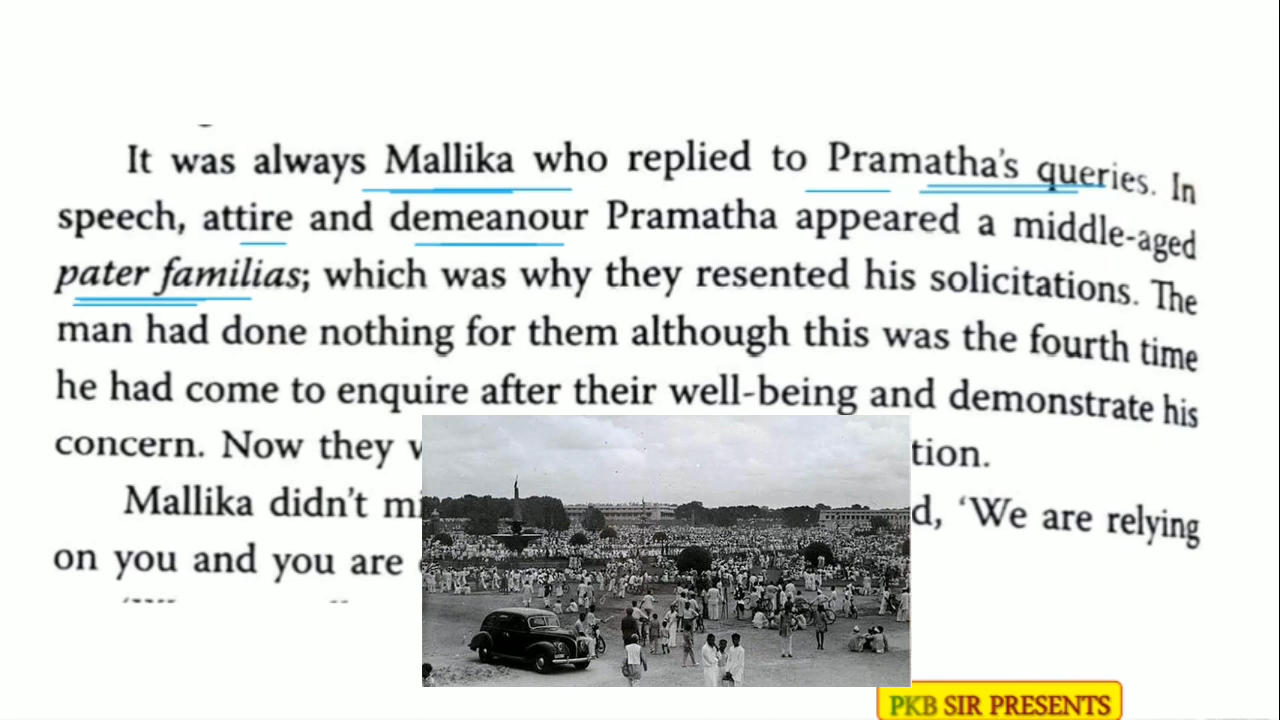 It was always Mallika who replied to Pramatha's queries. In
speech, attire and demeanour Pramatha appeared a middle-aged
pater familias; which was why they resented his solicitations. The
man had done nothing for them although this was the fourth time
he had come to enquire after their well-being and demonstrate his
concern. Now they
tion.
Mallika didn't
d, 'We are relying
on you and you are
PKB SIR PRESENTS